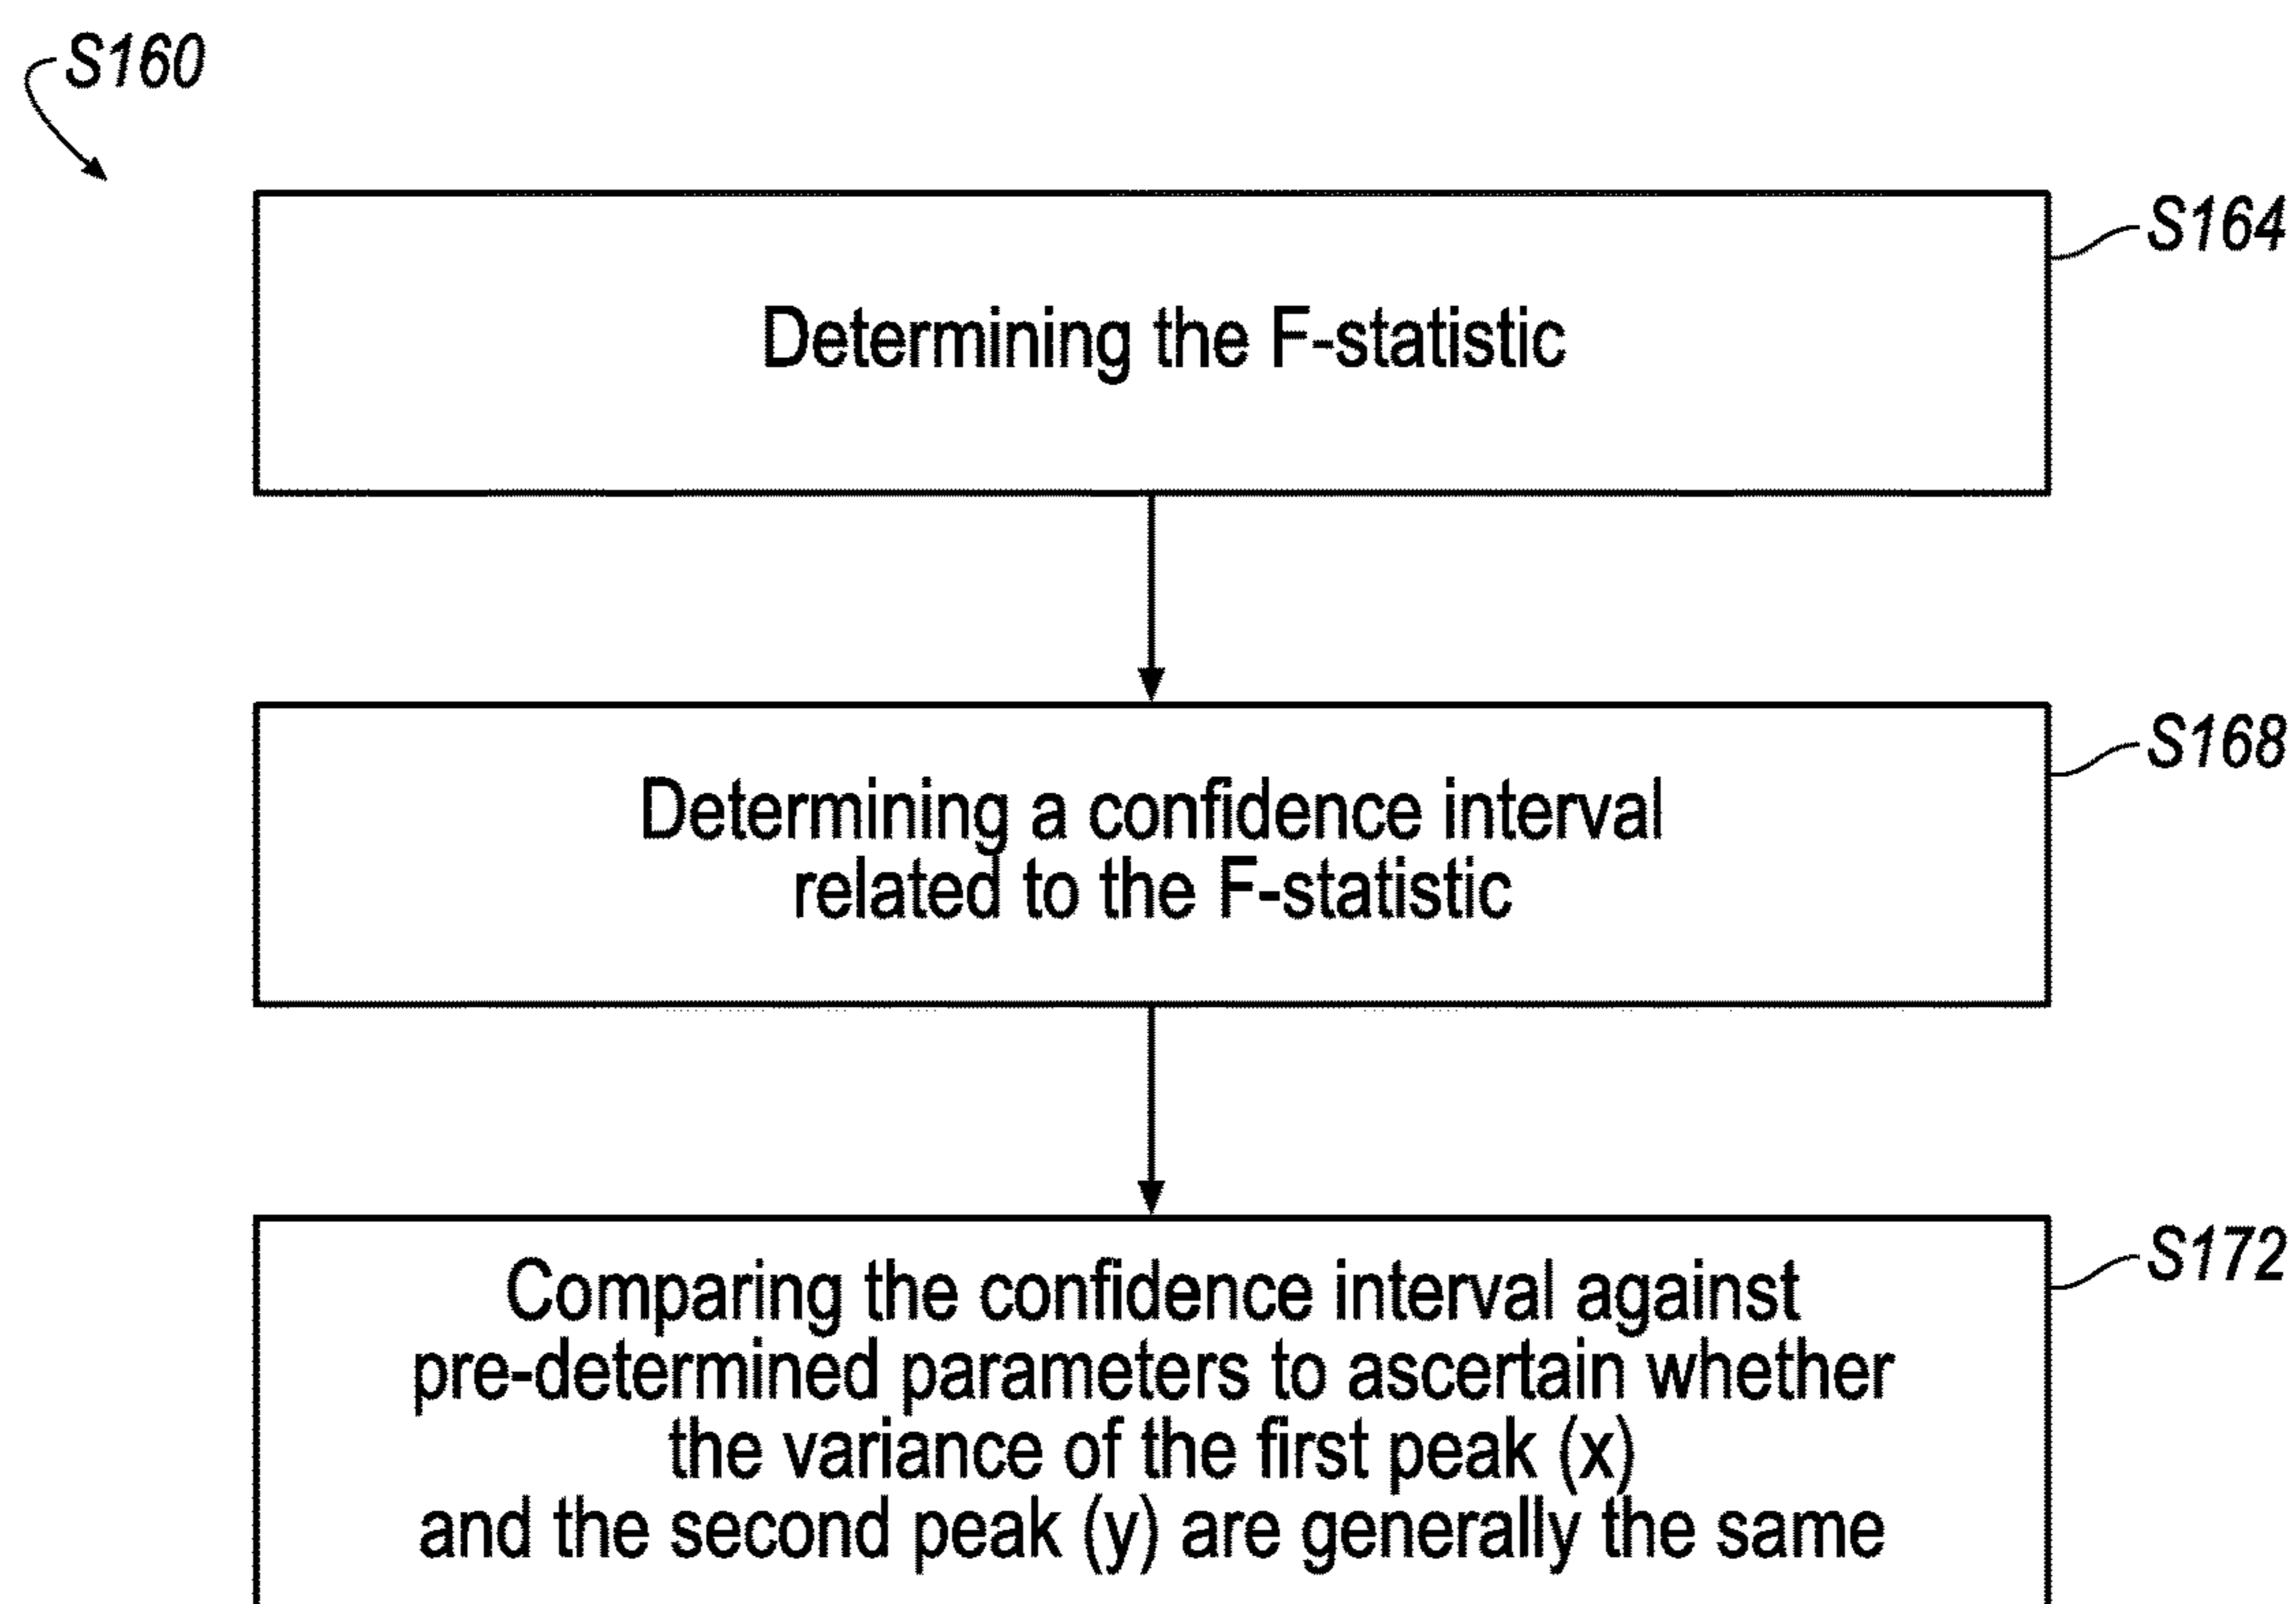 S160
S164
Determining the F-statistic
S168
Determining a confidence interval
related to the F-statistic
S172
Comparing the confidence interval against
pre-determined parameters to ascertain whether
the variance of the first peak (x)
and the second peak (y) are generally the same